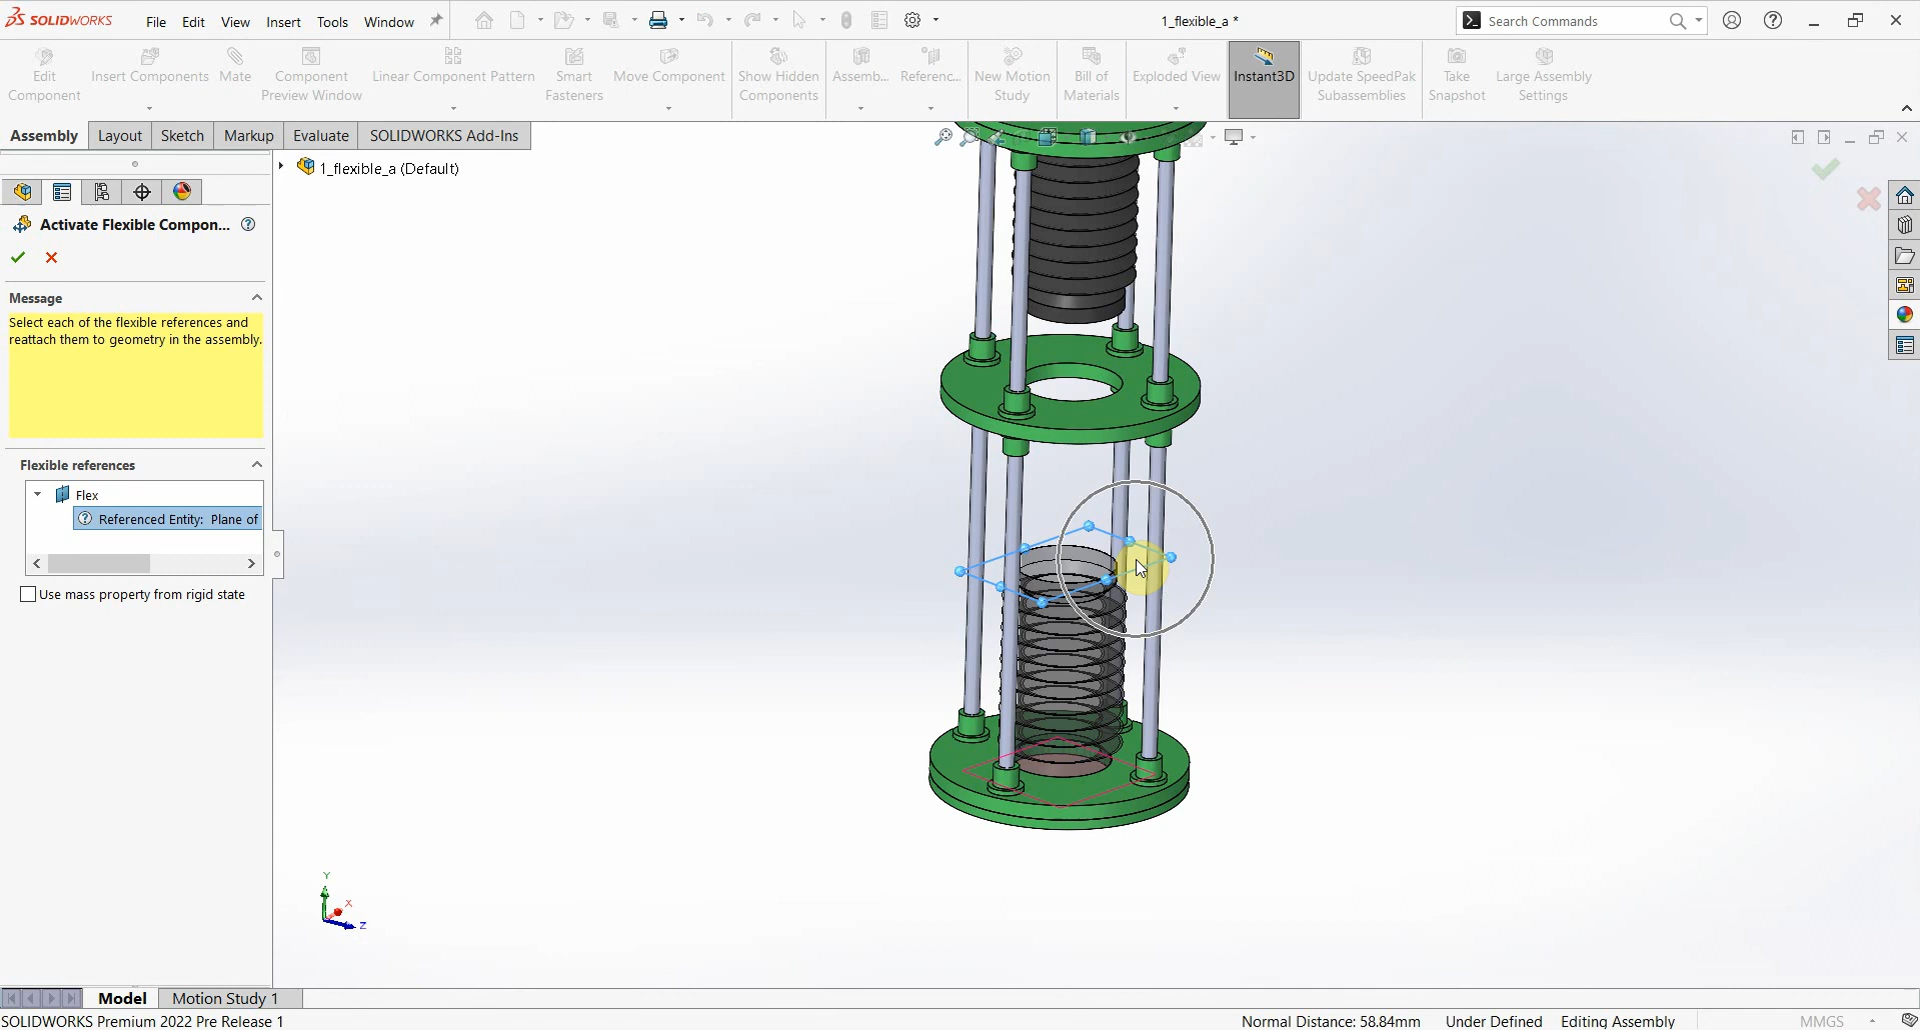 SOLIDWORKS
File Edit View Insert Tools Window
1_flexible_a *
Search Commands
Edit Component
Insert Components
Mate
Component Preview Window
Linear Component Pattern
Smart Fasteners
Move Component
Show Hidden Components
Assemb...
Referenc...
New Motion Study
Bill of Materials
Exploded View
Instant3D
Update SpeedPak Subassemblies
Take Snapshot
Large Assembly Settings
Assembly Layout Sketch Markup Evaluate SOLIDWORKS Add-Ins
1_flexible_a (Default)
Activate Flexible Compon...
Message
Select each of the flexible references and
reattach them to geometry in the assembly.
Flexible references
Flex
Referenced Entity: Plane of
Use mass property from rigid state
Y
X
Z
Model Motion Study 1
SOLIDWORKS Premium 2022 Pre Release 1
Normal Distance: 58.84mm Under Defined Editing Assembly MMGS